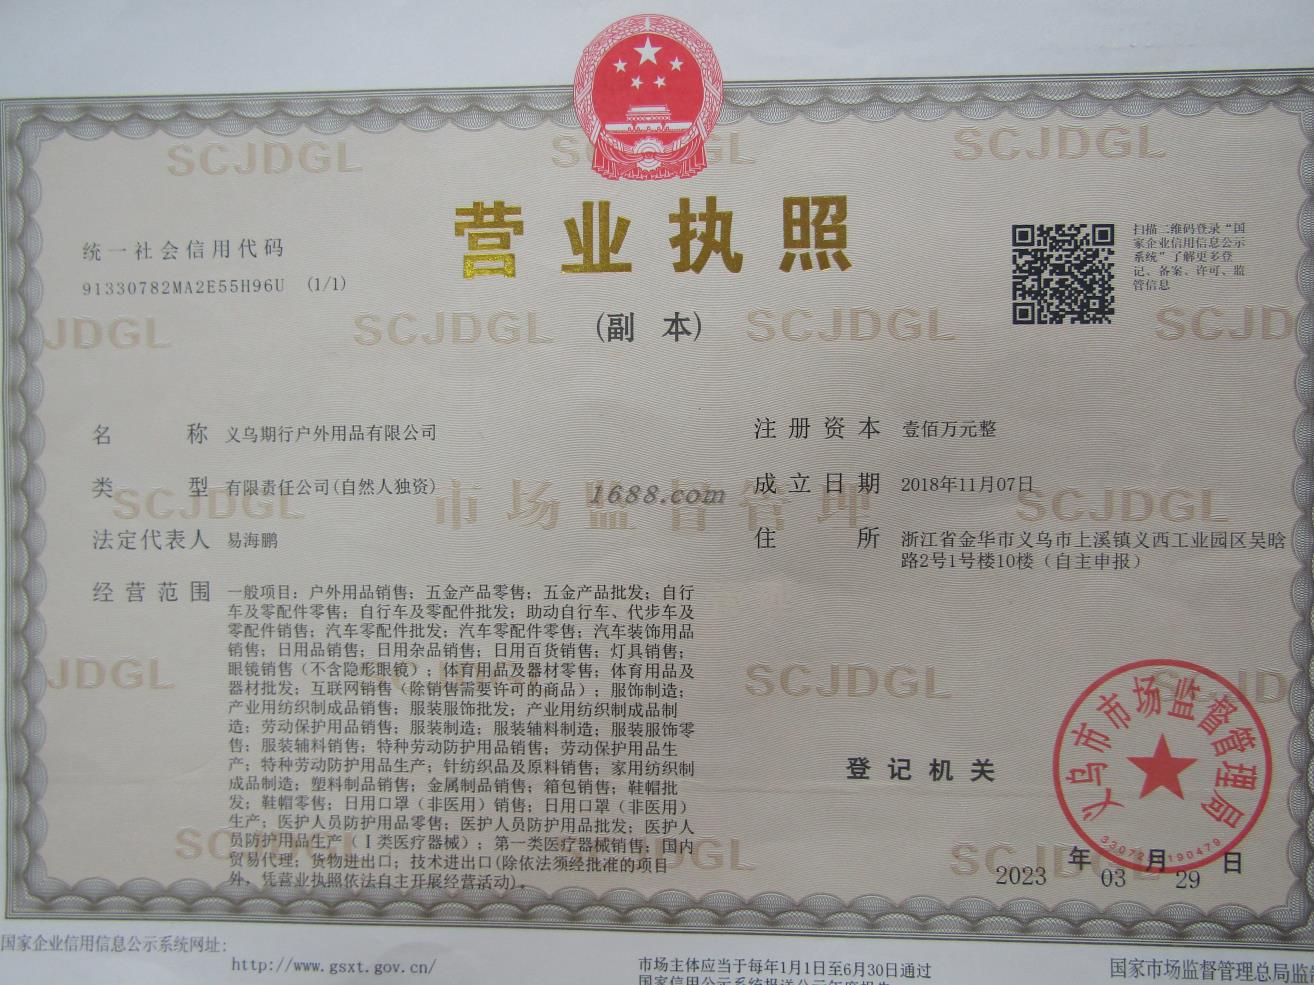 营业执照
(副 本)
统一社会信用代码
91330782MA2E55H96U (1/1)
扫描二维码登录“国
家企业信用信息公示
系统”了解更多登
记、备案、许可、监
管信息
名 称 义乌期行户外用品有限公司
类 型 有限责任公司(自然人独资)
法定代表人 易海鹏
经营范围 一般项目：户外用品销售；五金产品零售；五金产品批发；自行
车及零配件零售；自行车及零配件批发；助动自行车、代步车及
零配件销售；汽车零配件批发；汽车零配件零售；汽车装饰用品
销售；日用品销售；日用杂品销售；日用百货销售；灯具销售；
眼镜销售（不含隐形眼镜）；体育用品及器材零售；体育用品及
器材批发；互联网销售（除销售需要许可的商品）；服饰制造；
产业用纺织制成品销售；服装服饰批发；产业用纺织制成品制
造；劳动保护用品销售；服装制造；服装辅料制造；服装服饰零
售；服装辅料销售；特种劳动防护用品销售；劳动保护用品生
产；特种劳动防护用品生产；针纺织品及原料销售；家用纺织制
成品制造；塑料制品销售；金属制品销售；箱包销售；鞋帽批
发；鞋帽零售；日用口罩（非医用）销售；日用口罩（非医用）
生产；医护人员防护用品零售；医护人员防护用品批发；医护人
员防护用品生产（Ⅰ类医疗器械）；第一类医疗器械销售；国内
贸易代理；货物进出口；技术进出口(除依法须经批准的项目
外，凭营业执照依法自主开展经营活动)。
注册资本 壹佰万元整
成立日期 2018年11月07日
住 所 浙江省金华市义乌市上溪镇义西工业园区吴晗
路2号1号楼10楼（自主申报）
1688.com
市场监督管理
SCJDGL
登记机关
义乌市市场监督管理局
2023 年 03 月 29 日
国家企业信用信息公示系统网址:
http://www.gsxt.gov.cn/
市场主体应当于每年1月1日至6月30日通过
国家信用公示系统报送公示年度报告
国家市场监督管理总局监